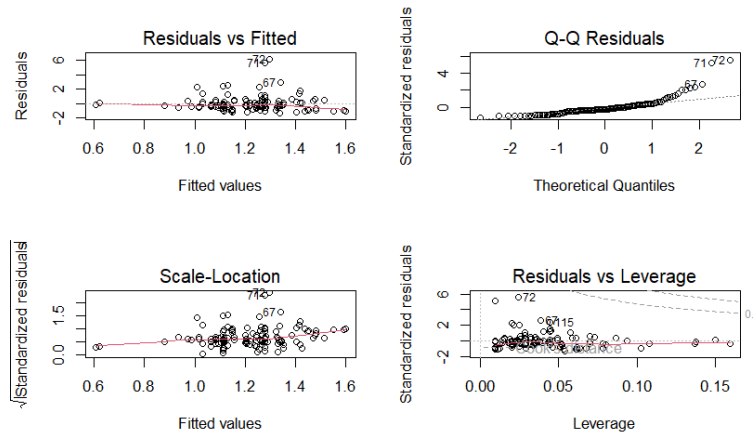 Residuals vs Fitted
Residuals
6
2
-2
72
71
67
0.6 0.8 1.0 1.2 1.4 1.6
Fitted values
Q-Q Residuals
Standardized residuals
4
0
71 72
67
-2 -1 0 1 2
Theoretical Quantiles
Scale-Location
√|Standardized residuals|
1.5
0.0
72
71
67
0.6 0.8 1.0 1.2 1.4 1.6
Fitted values
Residuals vs Leverage
Standardized residuals
6
2
-2
72
67
115
Cook's distance
0.
0.00 0.05 0.10 0.15
Leverage